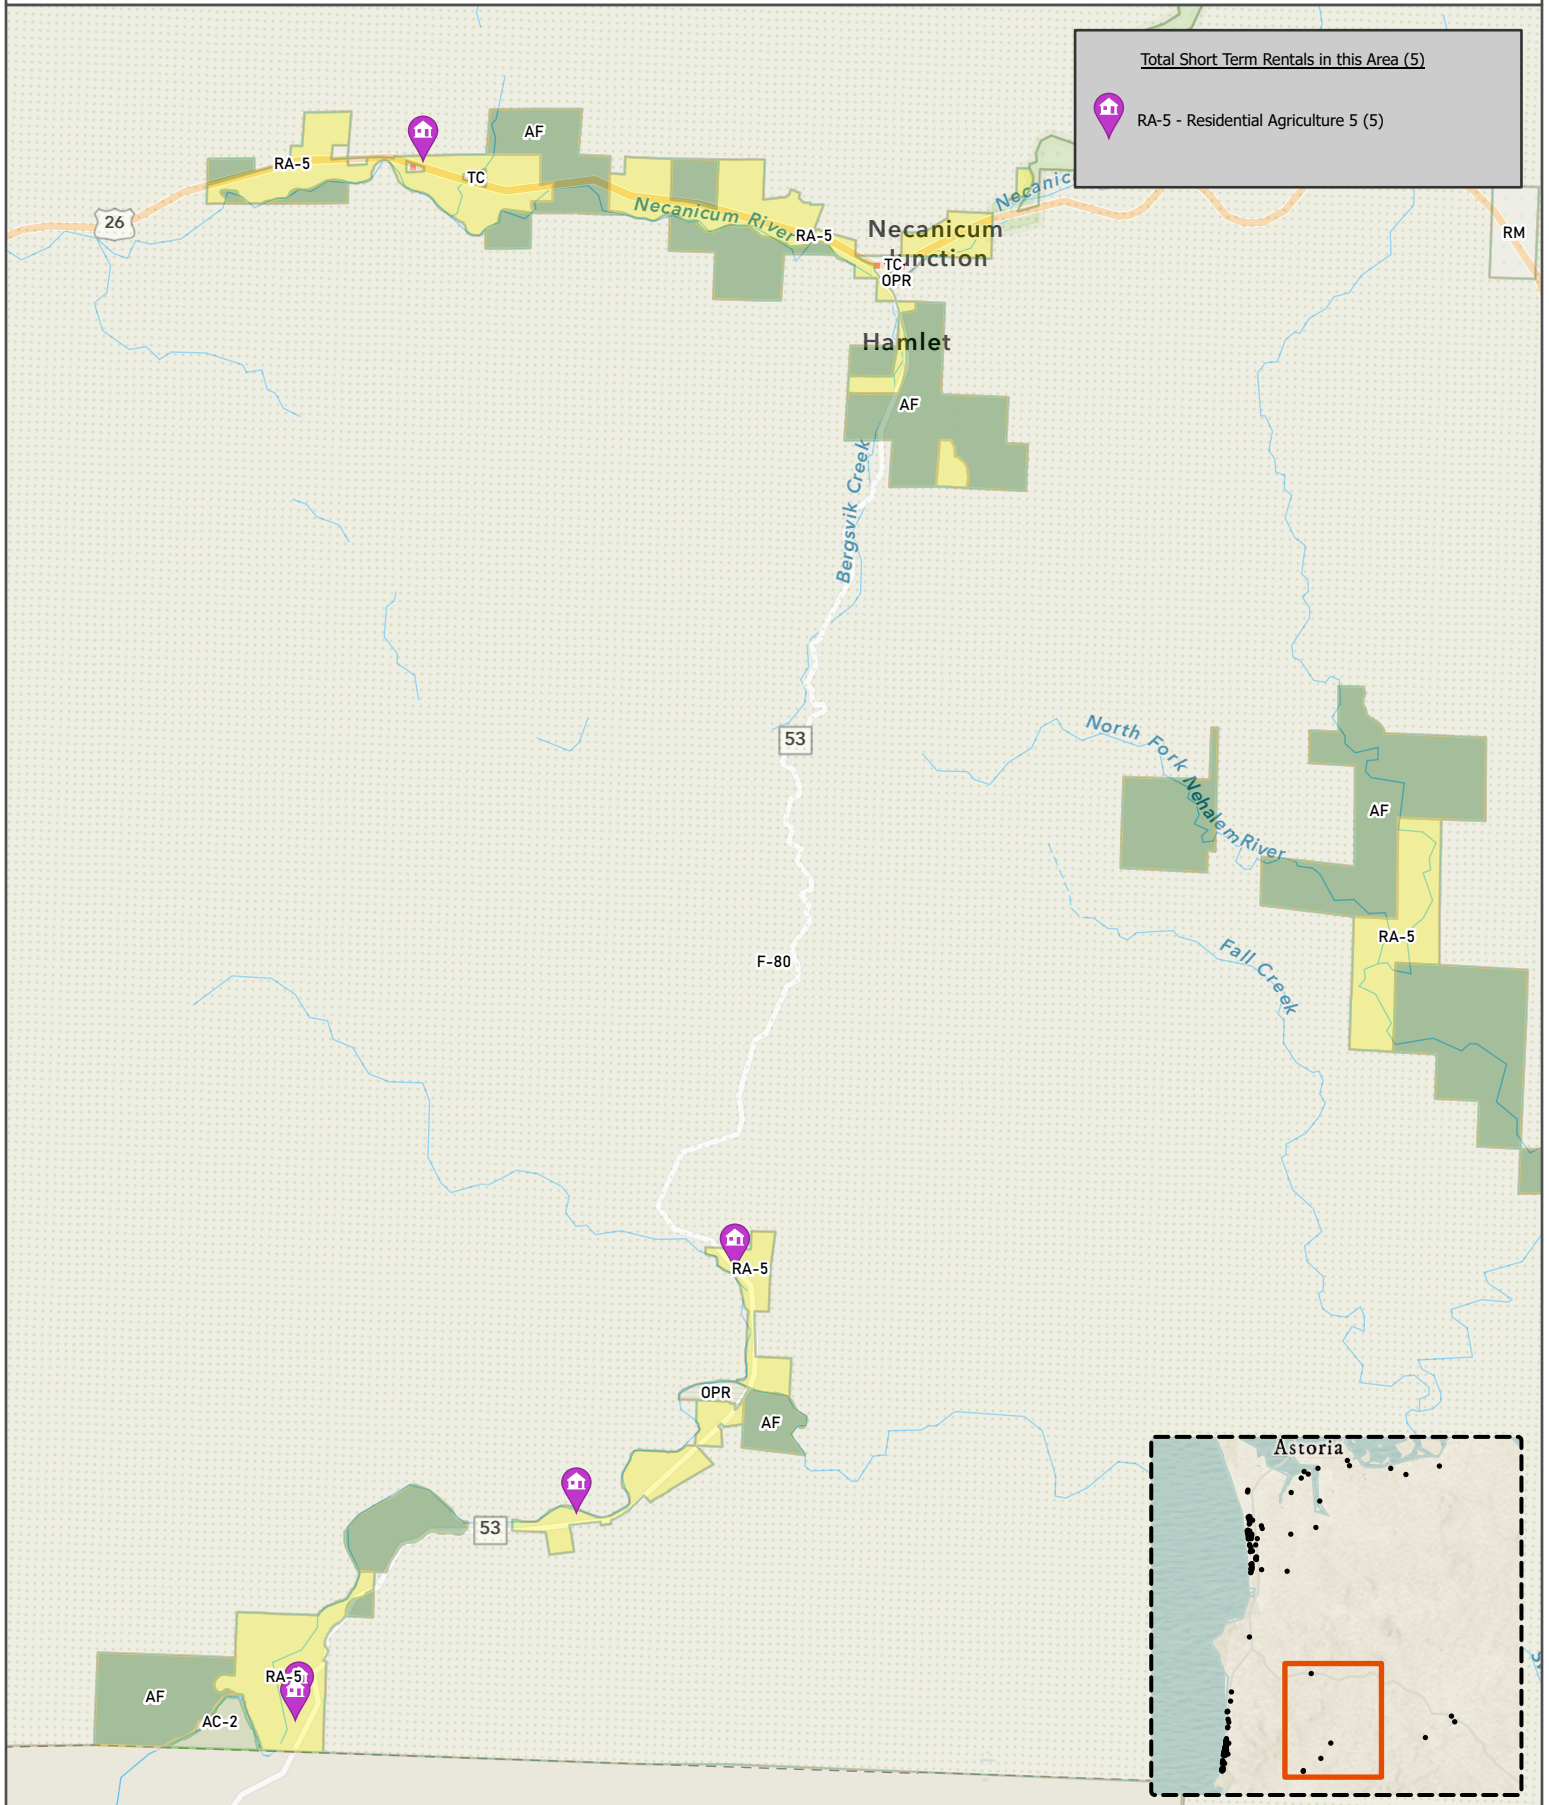 Total Short Term Rentals in this Area (5)
RA-5 - Residential Agriculture 5 (5)
AF
RA-5
TC
26
Necanicum River
RA-5
Necanicum
Junction
TC
OPR
RM
Hamlet
AF
Bergsvik Creek
53
North Fork Nehalem River
AF
RA-5
Fall Creek
F-80
RA-5
OPR
AF
53
RA-5
AF
AC-2
Astoria